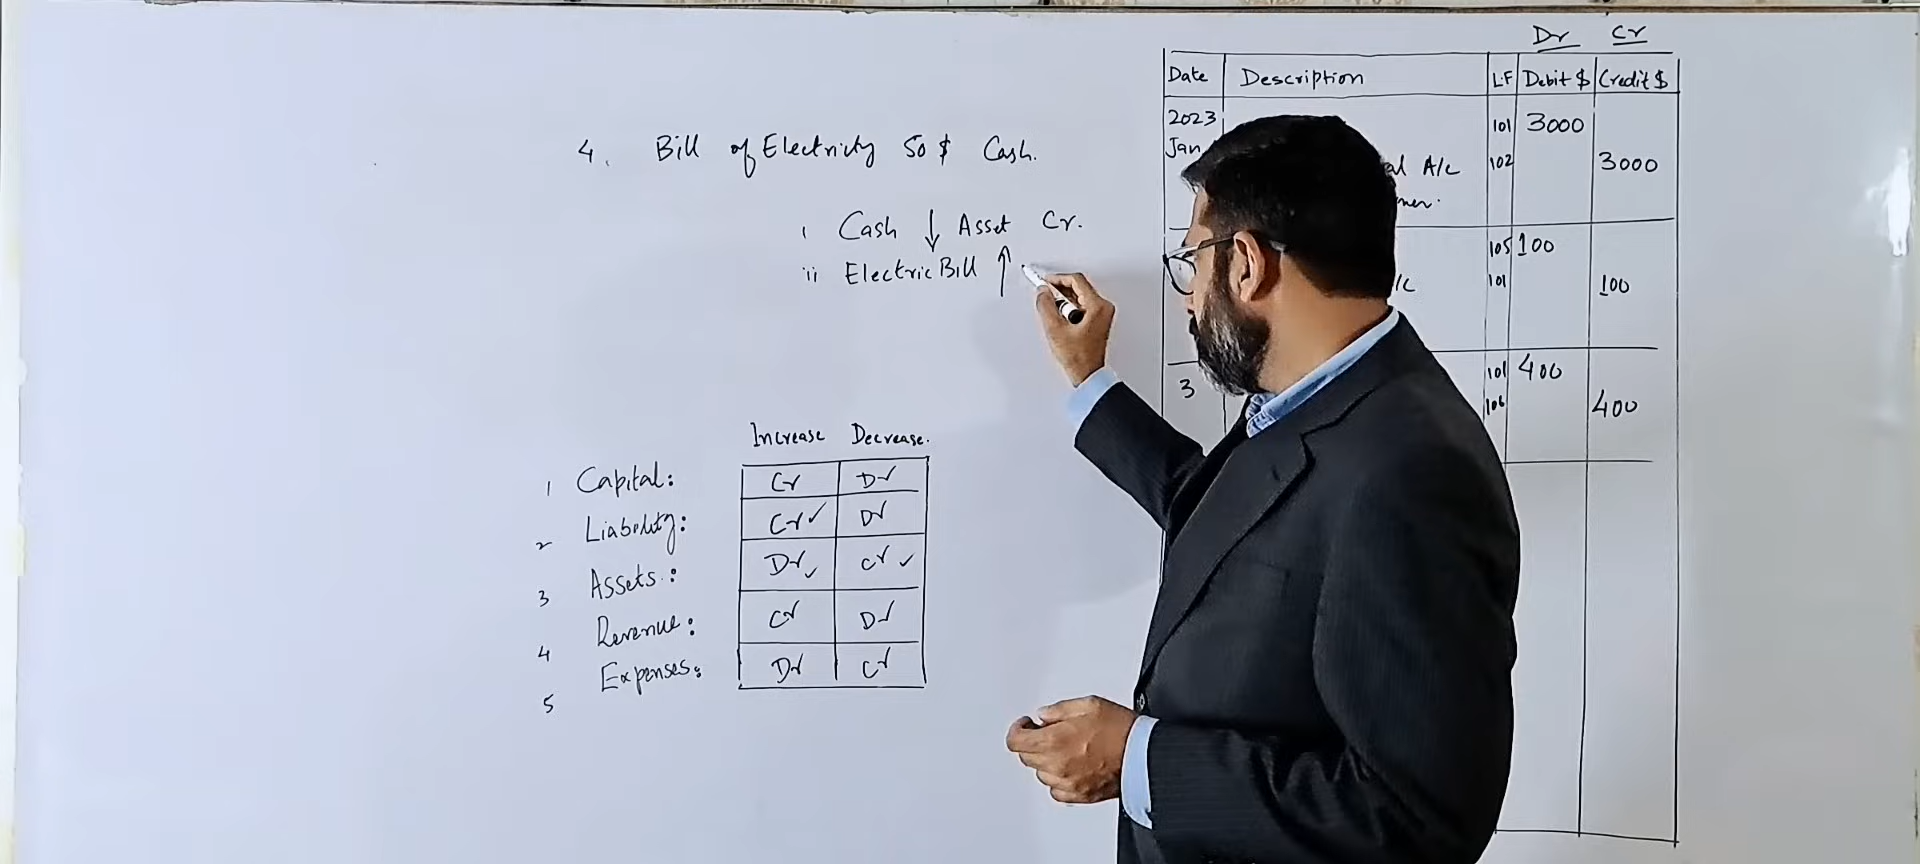 4. Bill of Electricity 50 $ Cash.
i Cash ↓ Asset Cr.
ii Electric Bill ↑
Increase Decrease.
1 Capital: Cr Dr
2 Liability: Cr ✓ Dr
3 Assets: Dr ✓ Cr ✓
4 Revenue: Cr Dr
5 Expenses: Dr Cr
Dr Cr
Date Description L.F Debit $ Credit $
2023 101 3000
Jan A/c 102 3000
105 100
101 100
3 101 400
106 400